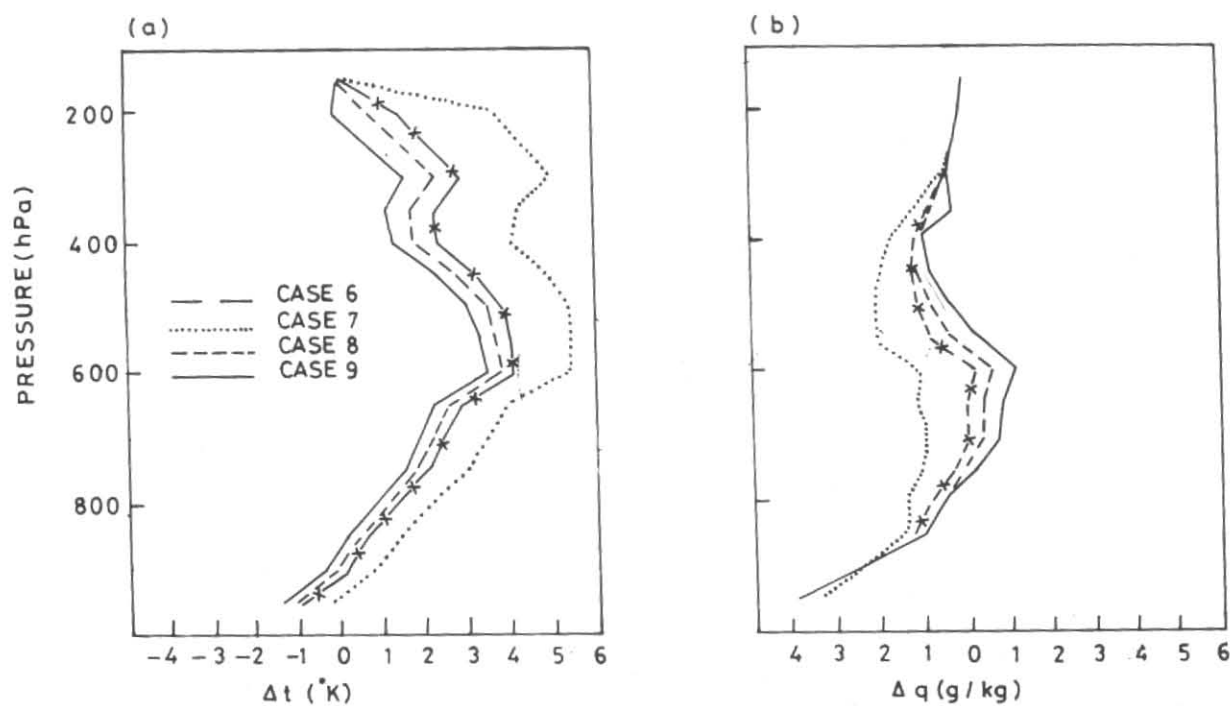 (a)
(b)
PRESSURE (hPa)
200
400
600
800
CASE 6
CASE 7
CASE 8
CASE 9
-4 -3 -2 -1 0 1 2 3 4 5 6
Δt (°K)
4 3 2 1 0 1 2 3 4 5 6
Δq (g/kg)